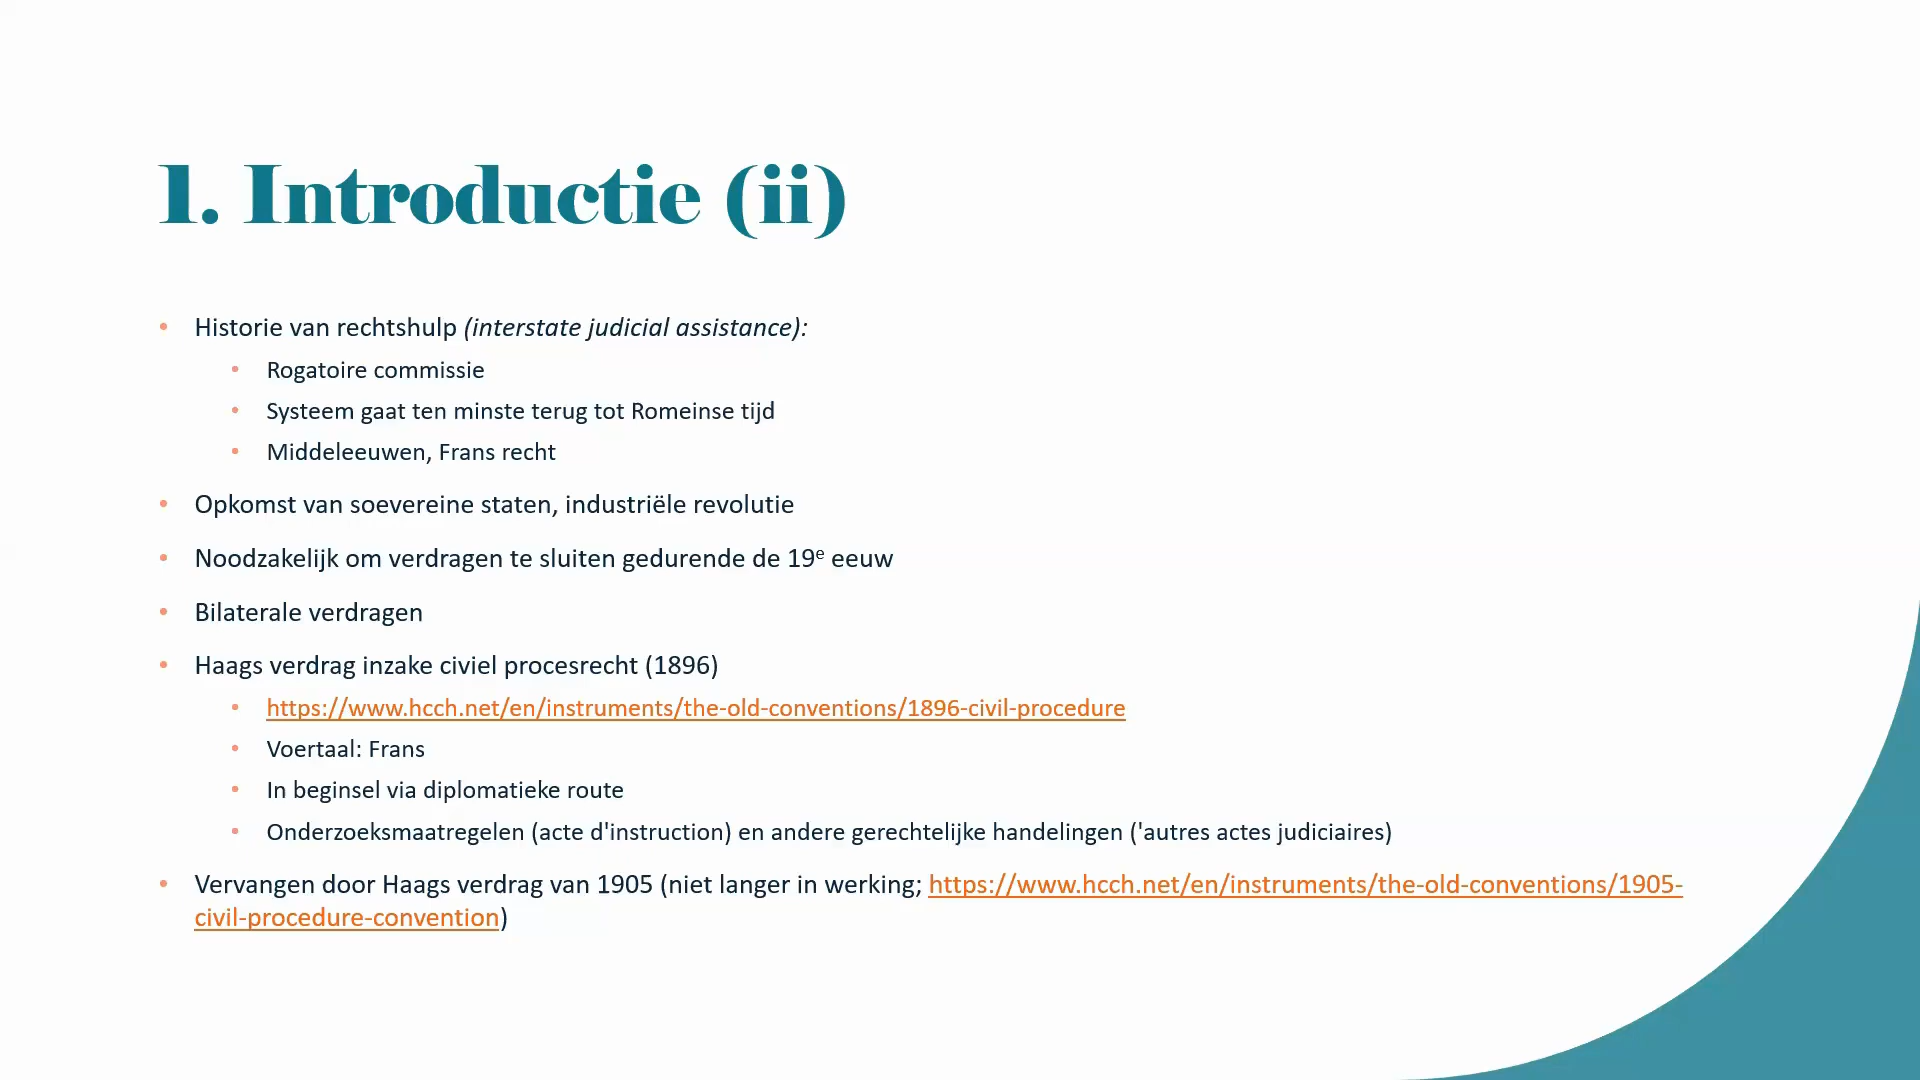 1. Introductie (ii)
• Historie van rechtshulp (interstate judicial assistance):
• Rogatoire commissie
• Systeem gaat ten minste terug tot Romeinse tijd
• Middeleeuwen, Frans recht
• Opkomst van soevereine staten, industriële revolutie
• Noodzakelijk om verdragen te sluiten gedurende de 19e eeuw
• Bilaterale verdragen
• Haags verdrag inzake civiel procesrecht (1896)
• https://www.hcch.net/en/instruments/the-old-conventions/1896-civil-procedure
• Voertaal: Frans
• In beginsel via diplomatieke route
• Onderzoeksmaatregelen (acte d'instruction) en andere gerechtelijke handelingen ('autres actes judiciaires)
• Vervangen door Haags verdrag van 1905 (niet langer in werking; https://www.hcch.net/en/instruments/the-old-conventions/1905-
civil-procedure-convention)